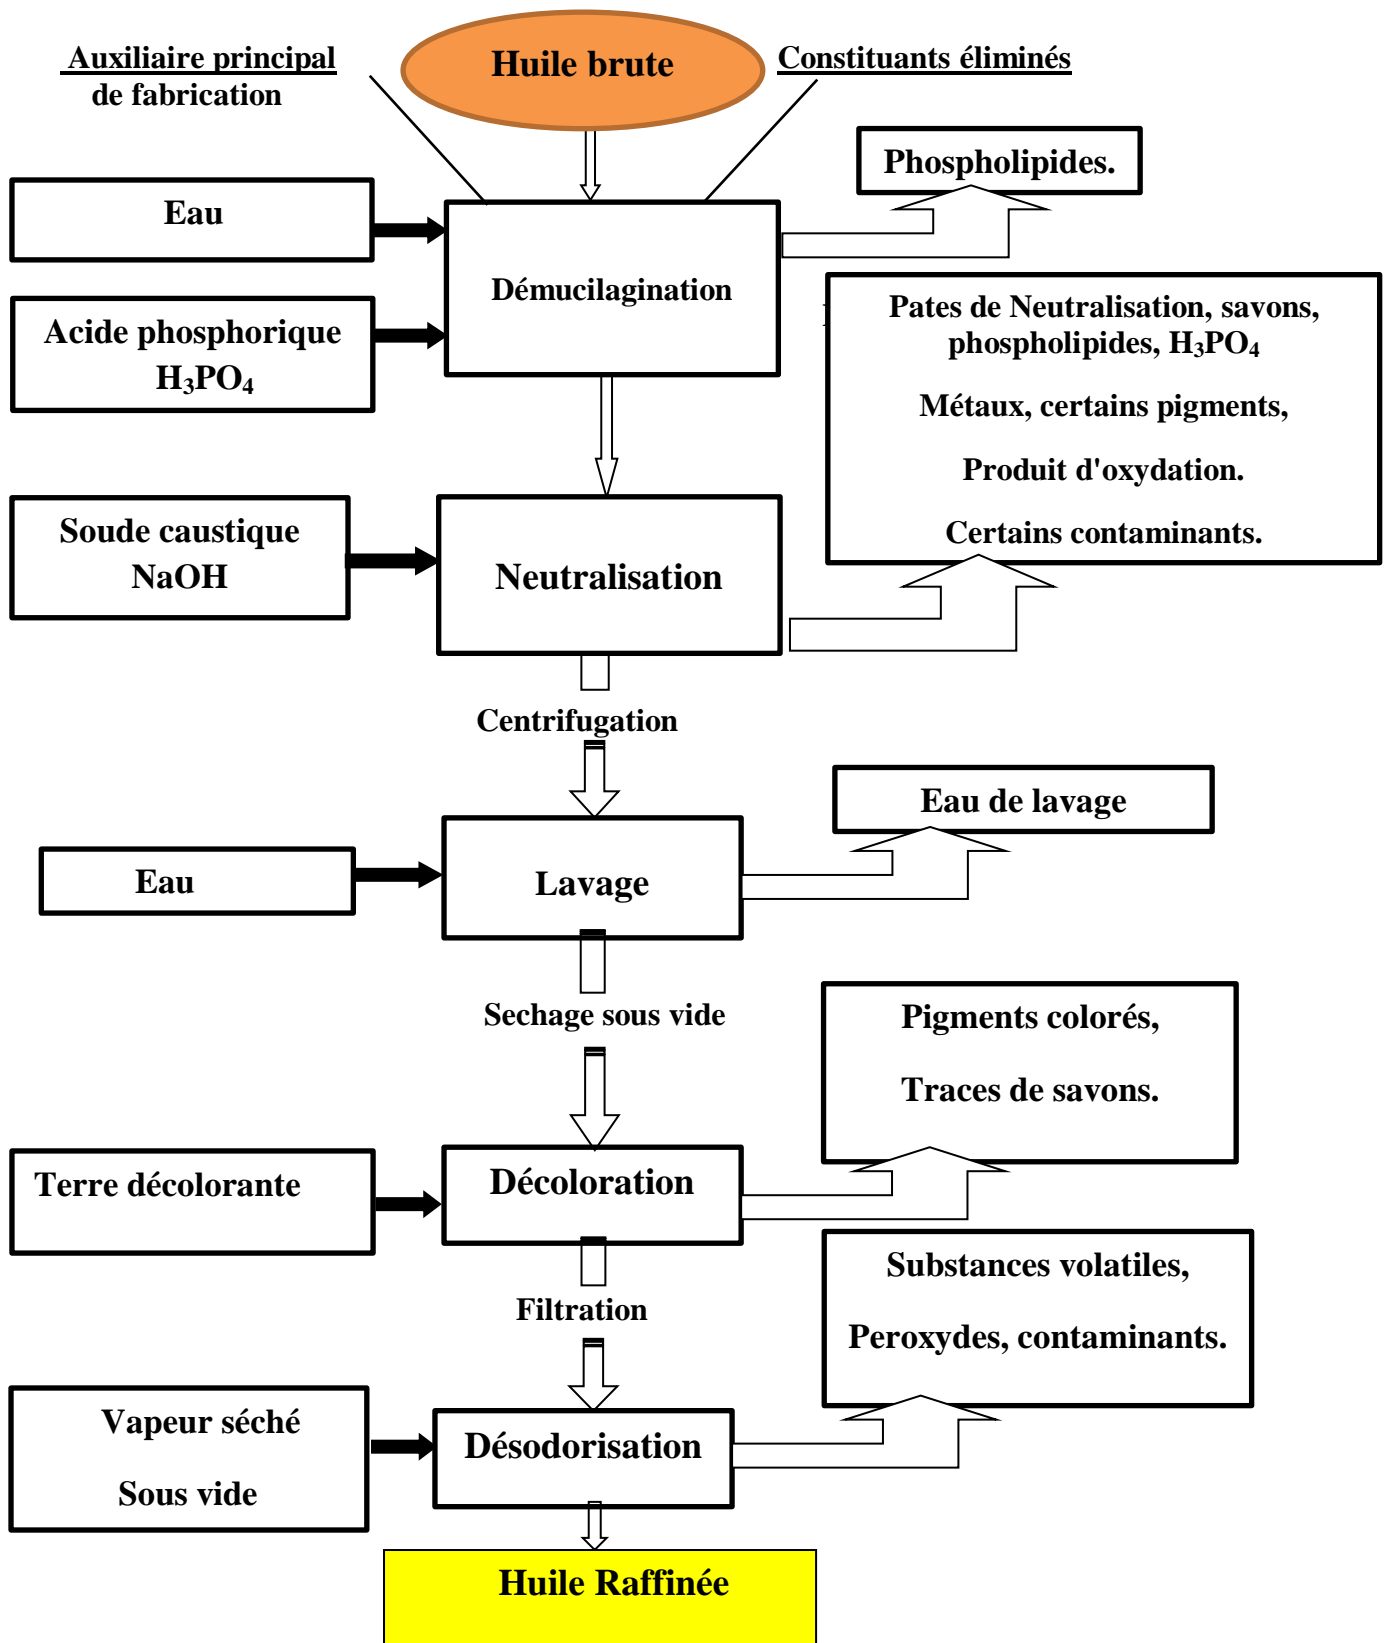 Auxiliaire principal
de fabrication
Huile brute
Constituants éliminés
Phospholipides.
Eau
Acide phosphorique
H₃PO₄
Démucilagination
Pates de Neutralisation, savons,
phospholipides, H₃PO₄
Métaux, certains pigments,
Produit d'oxydation.
Certains contaminants.
Soude caustique
NaOH
Neutralisation
Centrifugation
Eau de lavage
Eau
Lavage
Sechage sous vide
Pigments colorés,
Traces de savons.
Terre décolorante
Décoloration
Filtration
Substances volatiles,
Peroxydes, contaminants.
Vapeur séché
Sous vide
Désodorisation
Huile Raffinée